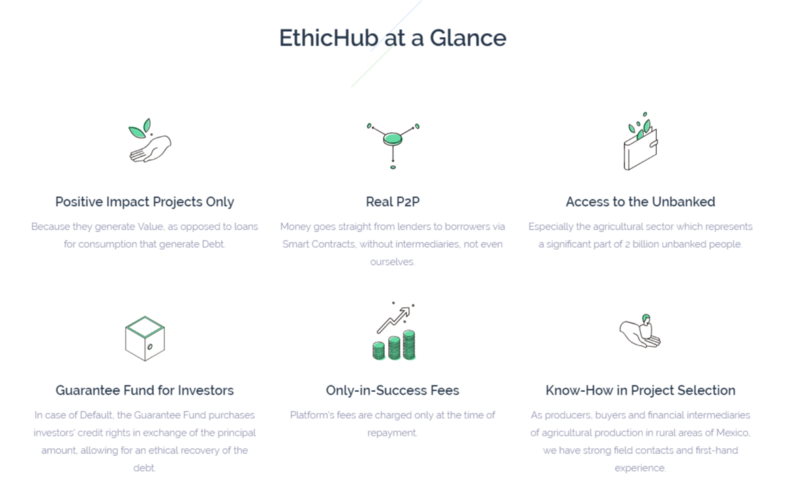 EthicHub at a Glance
Positive Impact Projects Only
Because they generate Value, as opposed to loans
for consumption that generate Debt.
Real P2P
Money goes straight from lenders to borrowers via
Smart Contracts, without intermediaries, not even
ourselves.
Access to the Unbanked
Especially the agricultural sector which represents
a significant part of 2 billion unbanked people.
Guarantee Fund for Investors
In case of Default, the Guarantee Fund purchases
investors' credit rights in exchange of the principal
amount, allowing for an ethical recovery of the
debt.
Only-in-Success Fees
Platform's fees are charged only at the time of
repayment.
Know-How in Project Selection
As producers, buyers and financial intermediaries
of agricultural production in rural areas of Mexico,
we have strong field contacts and first-hand
experience.